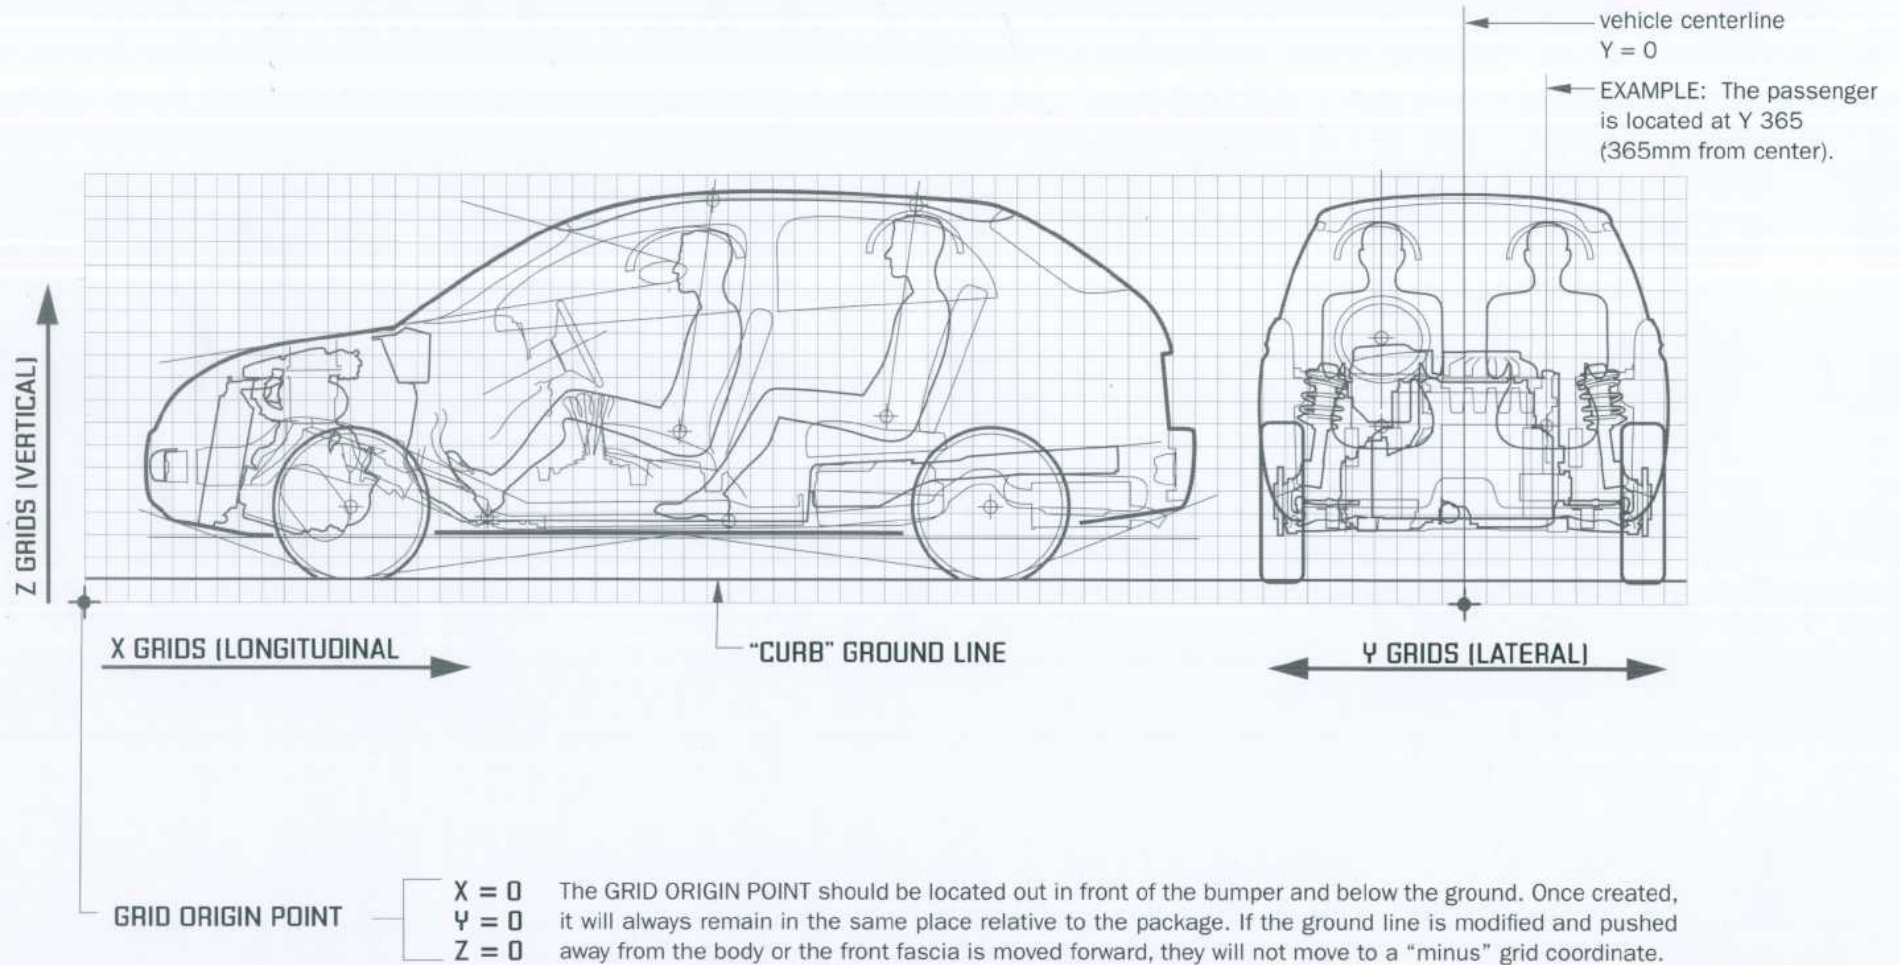 vehicle centerline
Y = 0
EXAMPLE: The passenger
is located at Y 365
(365mm from center).
Z GRIDS (VERTICAL)
X GRIDS (LONGITUDINAL
"CURB" GROUND LINE
Y GRIDS (LATERAL)
GRID ORIGIN POINT
X = 0
Y = 0
Z = 0
The GRID ORIGIN POINT should be located out in front of the bumper and below the ground. Once created,
it will always remain in the same place relative to the package. If the ground line is modified and pushed
away from the body or the front fascia is moved forward, they will not move to a "minus" grid coordinate.